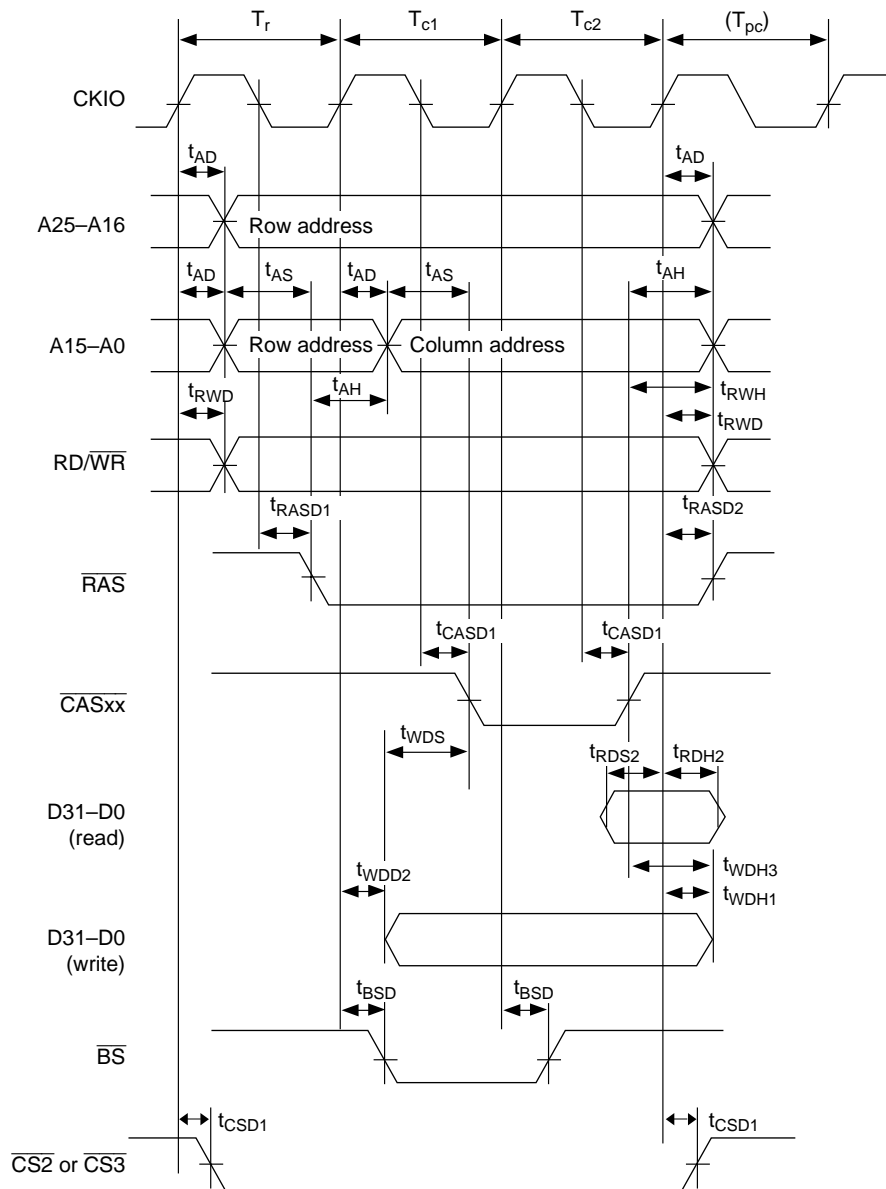 Tr Tc1 Tc2 (Tpc)
CKIO
tAD tAD
A25–A16 Row address
tAD tAS tAD tAS tAH
A15–A0 Row address Column address
tAH tRWH
tRWD tRWD
RD/WR
tRASD1 tRASD2
RAS
tCASD1 tCASD1
CASxx
tWDS
tRDS2 tRDH2
D31–D0
(read)
tWDH3
tWDD2 tWDH1
D31–D0
(write)
tBSD tBSD
BS
tCSD1 tCSD1
CS2 or CS3